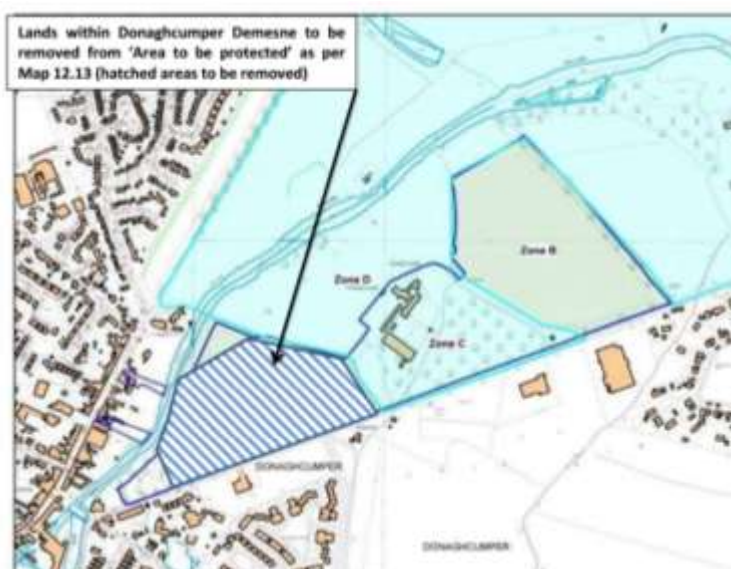 Lands within Donaghcumper Demesne to be
removed from ‘Area to be protected’ as per
Map 12.13 (hatched areas to be removed)
Zone B
Zone D
Zone C
DONAGHCUMPER
DONAGHCUMPER